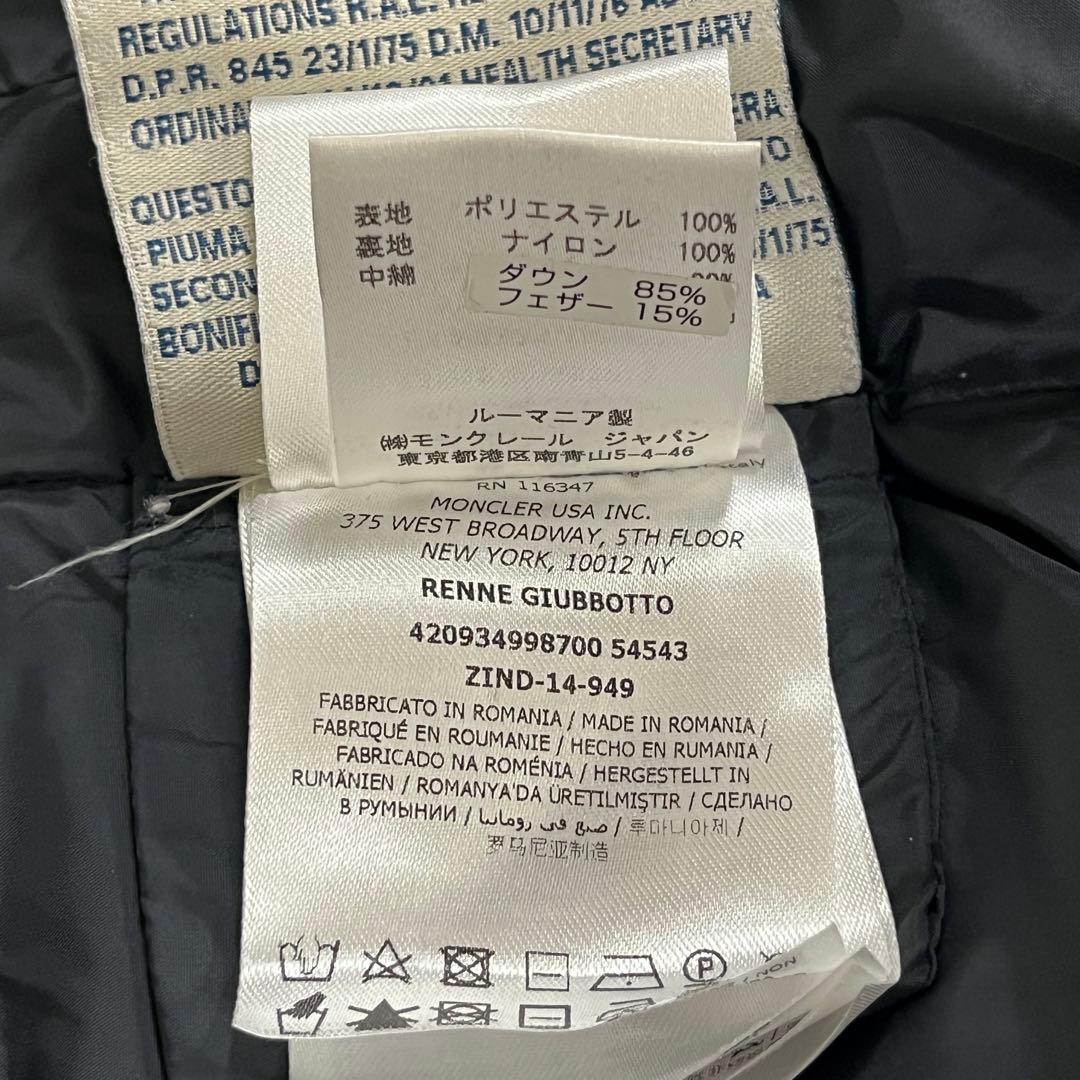 REGULATIONS R.A.L.
D.P.R. 845 23/1/75 D.M. 10/11/76
HEALTH SECRETARY
QUESTO
PIUMA
1/75
表地 ポリエステル 100%
裏地 ナイロン 100%
中綿 ダウン 85%
フェザー 15%
ルーマニア製
㈱モンクレール ジャパン
東京都港区南青山5-4-46
RN 116347
MONCLER USA INC.
375 WEST BROADWAY, 5TH FLOOR
NEW YORK, 10012 NY
RENNE GIUBBOTTO
420934998700 54543
ZIND-14-949
FABBRICATO IN ROMANIA / MADE IN ROMANIA /
FABRIQUÉ EN ROUMANIE / HECHO EN RUMANIA /
FABRICADO NA ROMÉNIA / HERGESTELLT IN
RUMÄNIEN / ROMANYA'DA ÜRETILMIŞTIR / СДЕЛАНО
В РУМЫНИИ / صنع في رومانيا / 루마니아제 /
罗马尼亚制造
P
NON